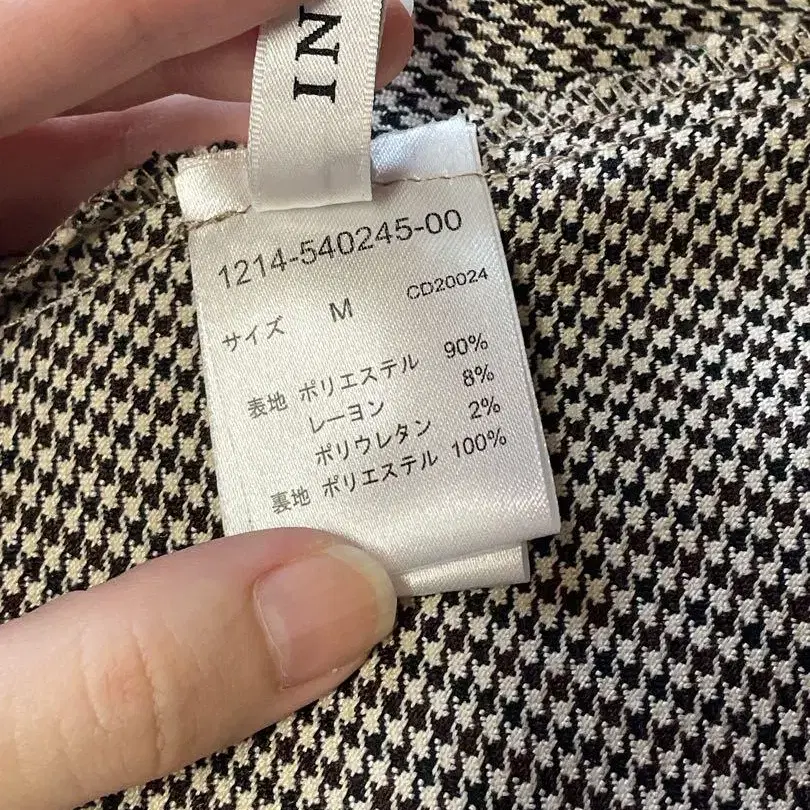 IN
1214-540245-00
サイズ M CD20024
表地 ポリエステル 90%
レーヨン 8%
ポリウレタン 2%
裏地 ポリエステル 100%